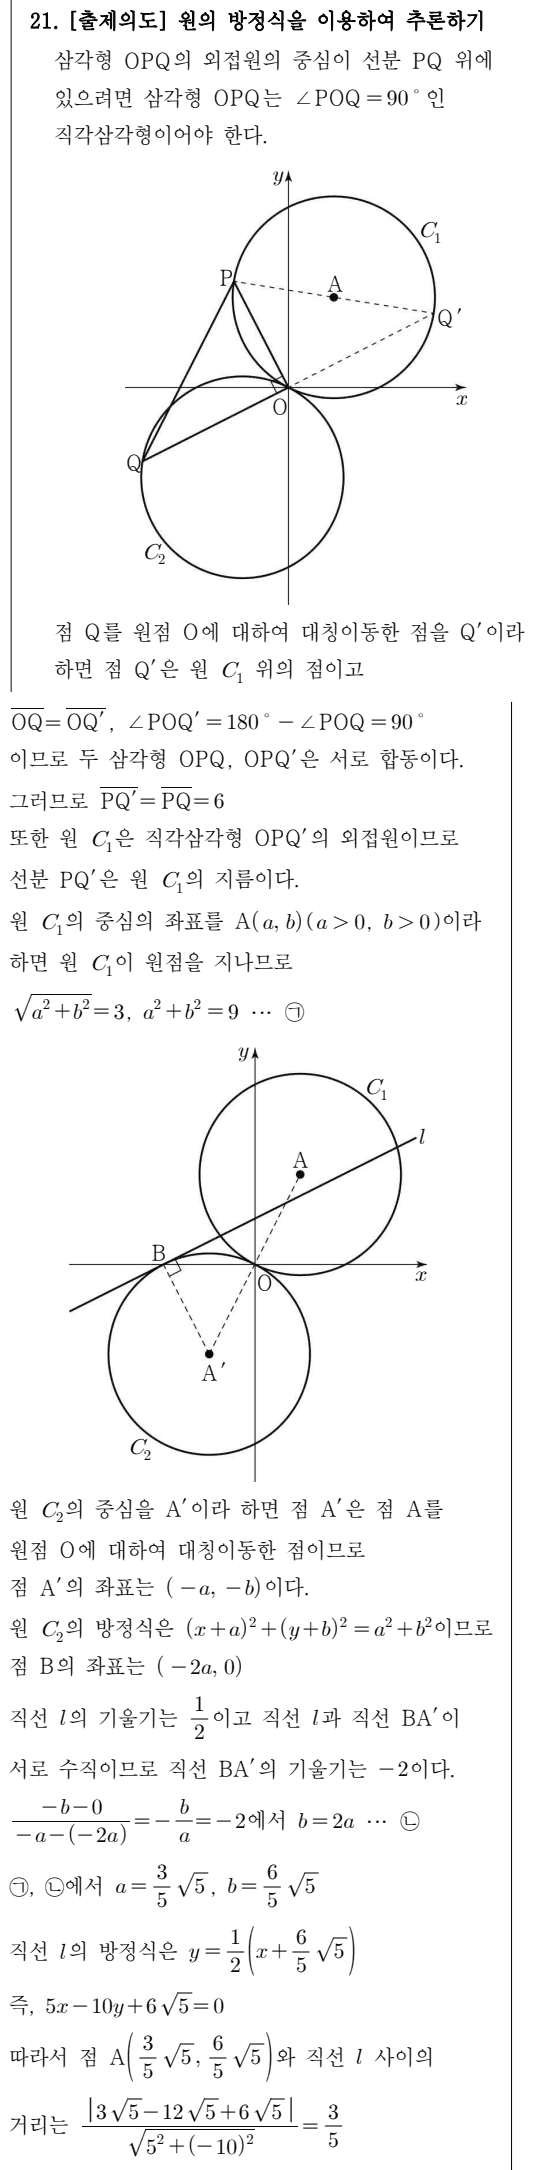 21. [출제의도] 원의 방정식을 이용하여 추론하기
삼각형 OPQ의 외접원의 중심이 선분 PQ 위에
있으려면 삼각형 OPQ는 ∠POQ = 90°인
직각삼각형이어야 한다.
y
C₁
P
A
Q′
O
x
Q
C₂
점 Q를 원점 O에 대하여 대칭이동한 점을 Q′이라
하면 점 Q′은 원 C₁ 위의 점이고
\overline{OQ} = \overline{OQ′}, ∠POQ′ = 180° − ∠POQ = 90°
이므로 두 삼각형 OPQ, OPQ′은 서로 합동이다.
그러므로 \overline{PQ′} = \overline{PQ} = 6
또한 원 C₁은 직각삼각형 OPQ′의 외접원이므로
선분 PQ′은 원 C₁의 지름이다.
원 C₁의 중심의 좌표를 A(a, b)(a > 0, b > 0)이라
하면 원 C₁이 원점을 지나므로
√(a² + b²) = 3, a² + b² = 9 ⋯ ㉠
y
C₁
l
A
B
O
x
A′
C₂
원 C₂의 중심을 A′이라 하면 점 A′은 점 A를
원점 O에 대하여 대칭이동한 점이므로
점 A′의 좌표는 (−a, −b)이다.
원 C₂의 방정식은 (x+a)² + (y+b)² = a² + b²이므로
점 B의 좌표는 (−2a, 0)
직선 l의 기울기는 1/2이고 직선 l과 직선 BA′이
서로 수직이므로 직선 BA′의 기울기는 −2이다.
(−b−0)/(−a−(−2a)) = −b/a = −2에서 b = 2a ⋯ ㉡
㉠, ㉡에서 a = 3/5 √5, b = 6/5 √5
직선 l의 방정식은 y = 1/2 (x + 6/5 √5)
즉, 5x − 10y + 6√5 = 0
따라서 점 A(3/5 √5, 6/5 √5)와 직선 l 사이의
거리는 |3√5 − 12√5 + 6√5| / √(5² + (−10)²) = 3/5